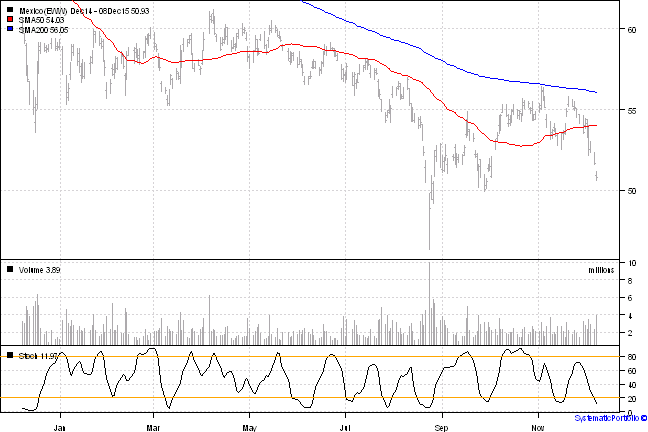 Mexico(EWW) Dec14 - 08Dec15 50.93
SMA50 54.03
SMA200 56.05
60
55
50
Volume 3.89
millions
10
8
6
4
2
Stoch 11.97
80
60
40
20
0
Jan Mar May Jul Sep Nov
SystematicPortfolio ©